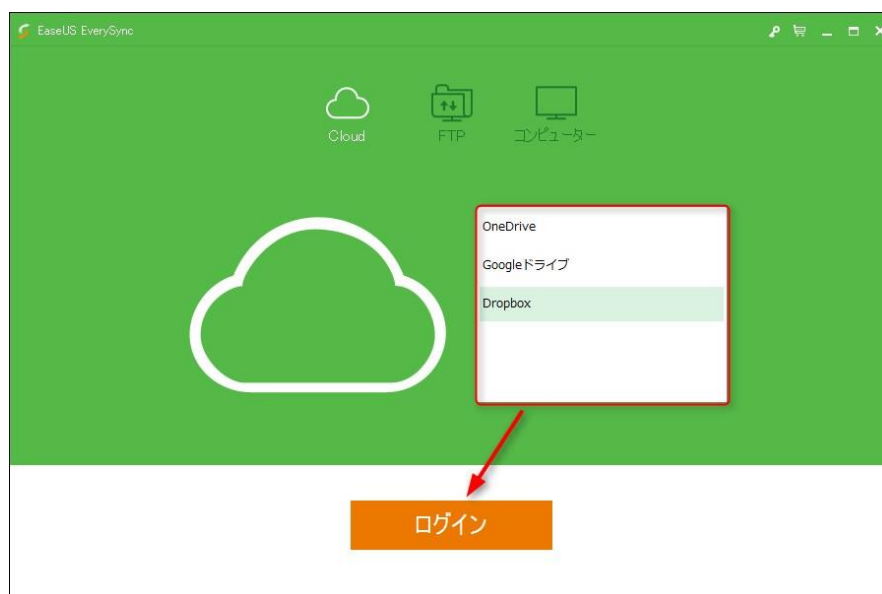 EaseUS EverySync
Cloud
FTP
コンピューター
OneDrive
Googleドライブ
Dropbox
ログイン